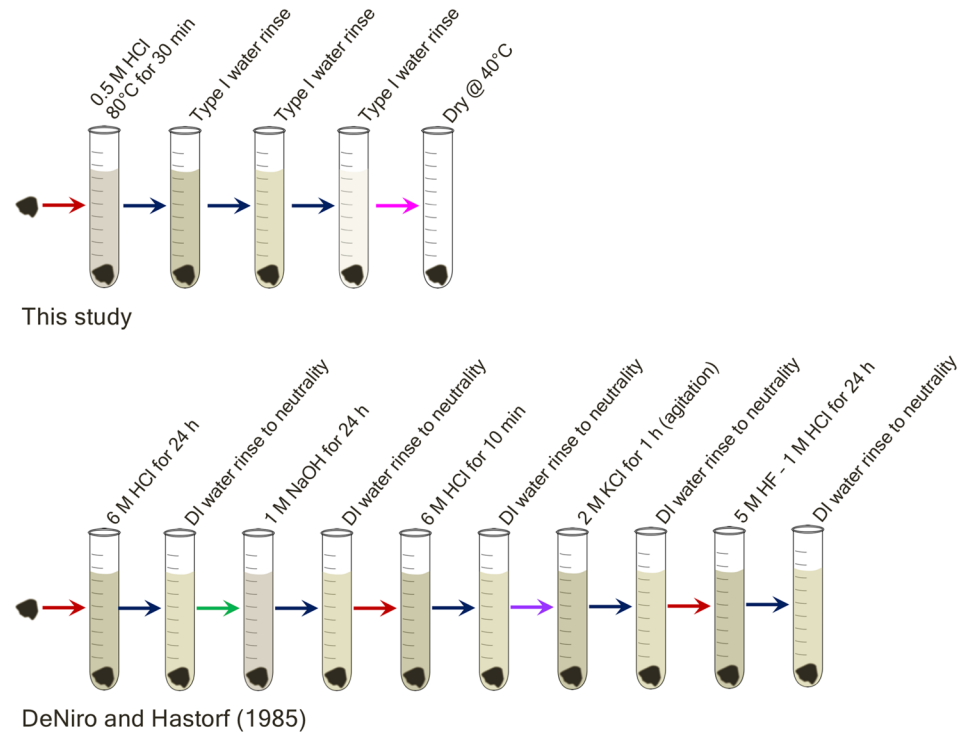 0.5 M HCl
80°C for 30 min
Type I water rinse
Type I water rinse
Type I water rinse
Dry @ 40°C
This study
6 M HCl for 24 h
DI water rinse to neutrality
1 M NaOH for 24 h
DI water rinse to neutrality
6 M HCl for 10 min
DI water rinse to neutrality
2 M KCl for 1 h (agitation)
DI water rinse to neutrality
5 M HF - 1 M HCl for 24 h
DI water rinse to neutrality
DeNiro and Hastorf (1985)